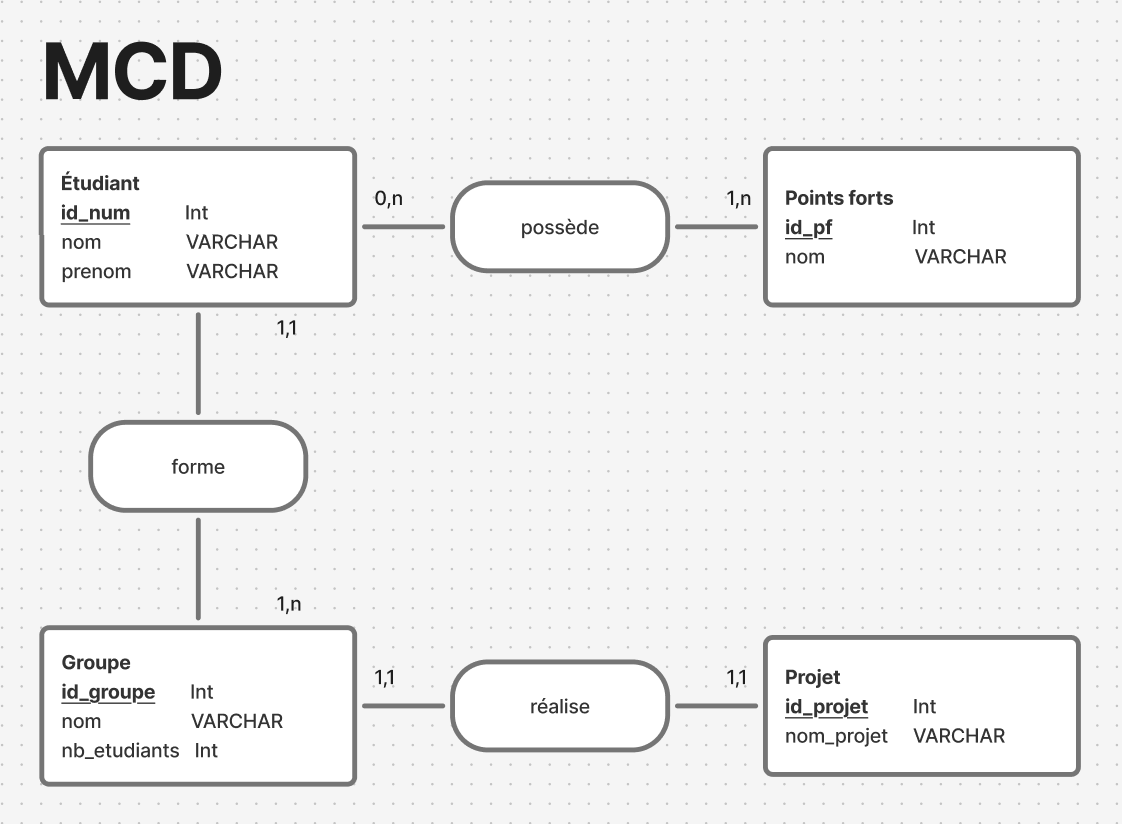 MCD
Étudiant
id_num Int
nom VARCHAR
prenom VARCHAR
0,n
possède
1,n
Points forts
id_pf Int
nom VARCHAR
1,1
forme
1,n
Groupe
id_groupe Int
nom VARCHAR
nb_etudiants Int
1,1
réalise
1,1
Projet
id_projet Int
nom_projet VARCHAR